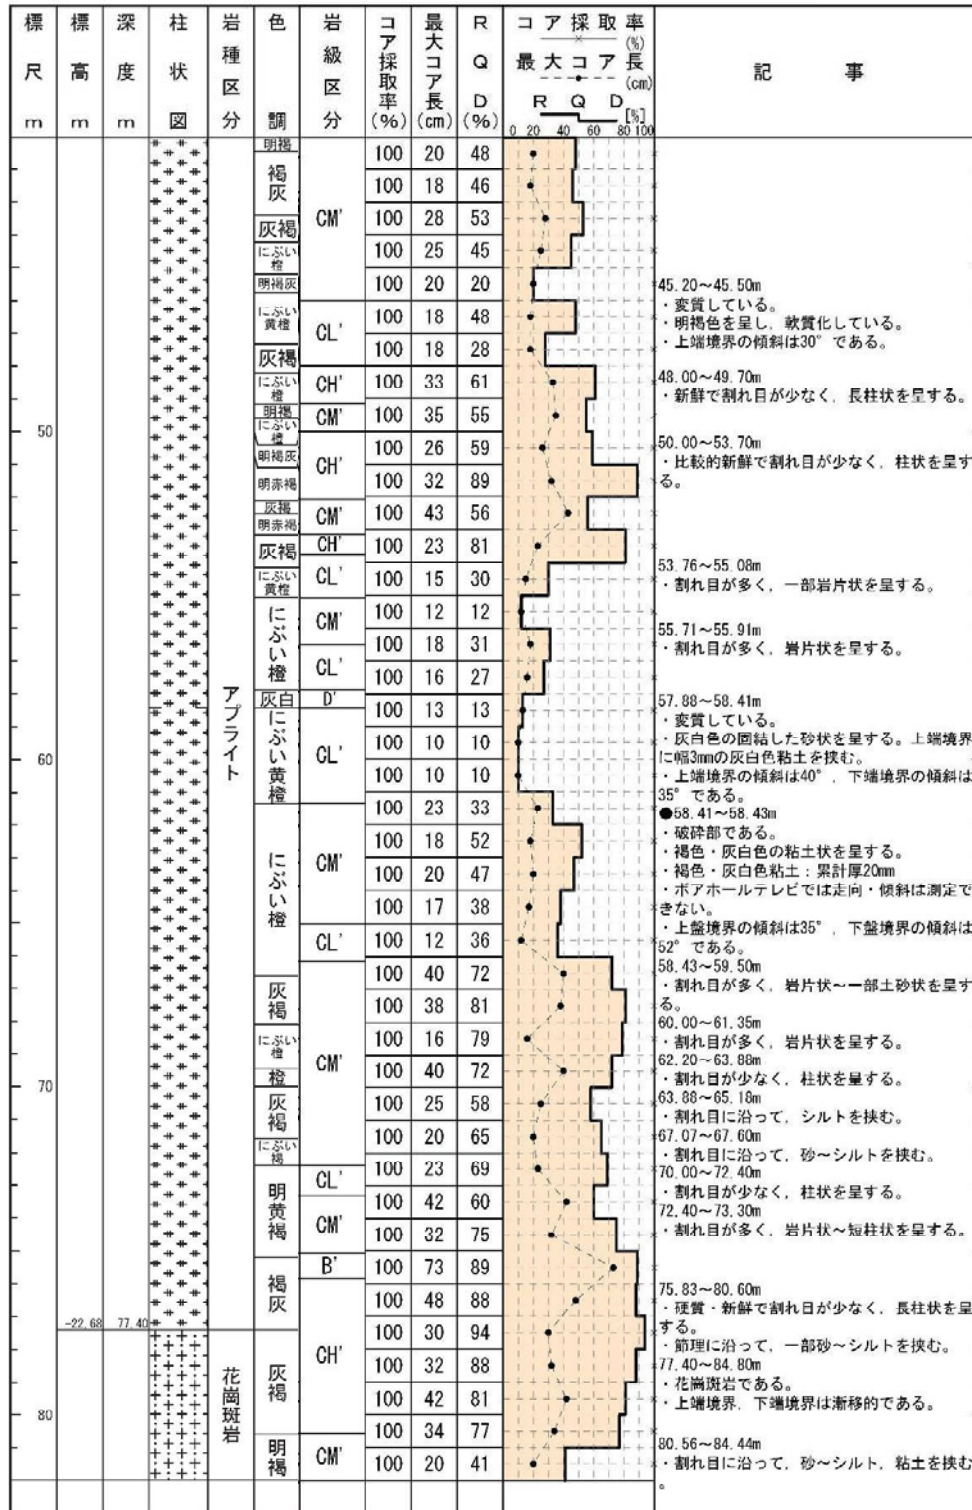 標尺m
標高m
深度m
柱状図
岩種区分
色調
岩級区分
コア採取率(%)
最大コア長(cm)
RQD(%)
コア採取率(%)
最大コア長(cm)
RQD[%]
0 20 40 60 80 100
記事
50
60
70
80
-22.68 77.40
アプライト
花崗斑岩
明褐
褐灰
灰褐
にぶい橙
明褐灰
にぶい黄橙
灰褐
にぶい橙
明褐
にぶい橙
明褐灰
明赤褐
灰褐
明赤褐
灰褐
にぶい黄橙
にぶい橙
灰白
にぶい黄橙
にぶい橙
灰褐
にぶい橙
橙
灰褐
にぶい褐
明黄褐
褐灰
灰褐
明褐
CM'
CL'
CH'
CM'
CH'
CM'
CH'
CL'
CM'
CL'
D'
CL'
CM'
CL'
CM'
CL'
CM'
B'
CH'
CM'
100 20 48
100 18 46
100 28 53
100 25 45
100 20 20
100 18 48
100 18 28
100 33 61
100 35 55
100 26 59
100 32 89
100 43 56
100 23 81
100 15 30
100 12 12
100 18 31
100 16 27
100 13 13
100 10 10
100 10 10
100 23 33
100 18 52
100 20 47
100 17 38
100 12 36
100 40 72
100 38 81
100 16 79
100 40 72
100 25 58
100 20 65
100 23 69
100 42 60
100 32 75
100 73 89
100 48 88
100 30 94
100 32 88
100 42 81
100 34 77
100 20 41
45.20～45.50m
・変質している。
・明褐色を呈し，軟質化している。
・上端境界の傾斜は30°である。
48.00～49.70m
・新鮮で割れ目が少なく，長柱状を呈する。
50.00～53.70m
・比較的新鮮で割れ目が少なく，柱状を呈す
る。
53.76～55.08m
・割れ目が多く，一部岩片状を呈する。
55.71～55.91m
・割れ目が多く，岩片状を呈する。
57.88～58.41m
・変質している。
・灰白色の固結した砂状を呈する。上端境界
に幅3mmの灰白色粘土を挟む。
・上端境界の傾斜は40°，下端境界の傾斜は
35°である。
●58.41～58.43m
・破砕部である。
・褐色・灰白色の粘土状を呈する。
・褐色・灰白色粘土：累計厚20mm
・ボアホールテレビでは走向・傾斜は測定で
きない。
・上盤境界の傾斜は35°，下盤境界の傾斜は
52°である。
58.43～59.50m
・割れ目が多く，岩片状～一部土砂状を呈す
る。
60.00～61.35m
・割れ目が多く，岩片状を呈する。
62.20～63.88m
・割れ目が少なく，柱状を呈する。
63.88～65.18m
・割れ目に沿って，シルトを挟む。
67.07～67.60m
・割れ目に沿って，砂～シルトを挟む。
70.00～72.40m
・割れ目が少なく，柱状を呈する。
72.40～73.30m
・割れ目が多く，岩片状～短柱状を呈する。
75.83～80.60m
・硬質・新鮮で割れ目が少なく，長柱状を呈
する。
・節理に沿って，一部砂～シルトを挟む。
77.40～84.80m
・花崗斑岩である。
・上端境界，下端境界は漸移的である。
80.56～84.44m
・割れ目に沿って，砂～シルト，粘土を挟む
。